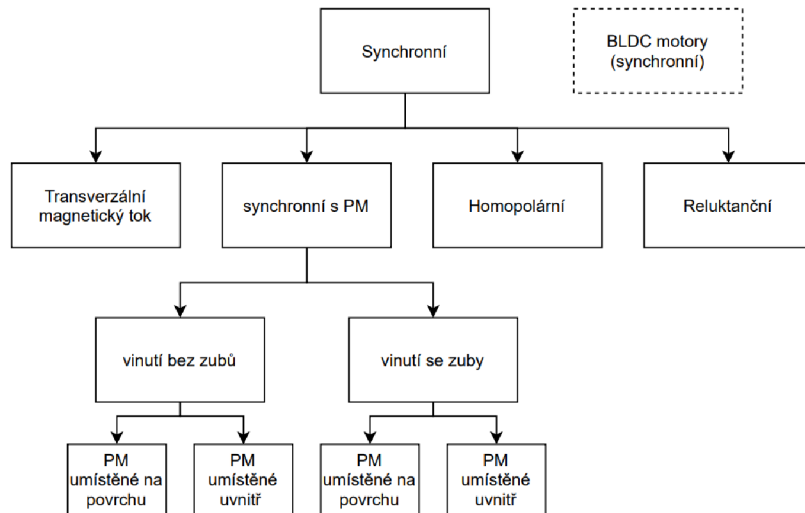 Synchronní
BLDC motory
(synchronní)
Transverzální
magnetický tok
synchronní s PM
Homopolární
Reluktanční
vinutí bez zubů
vinutí se zuby
PM
umístěné na
povrchu
PM
umístěné
uvnitř
PM
umístěné na
povrchu
PM
umístěné
uvnitř